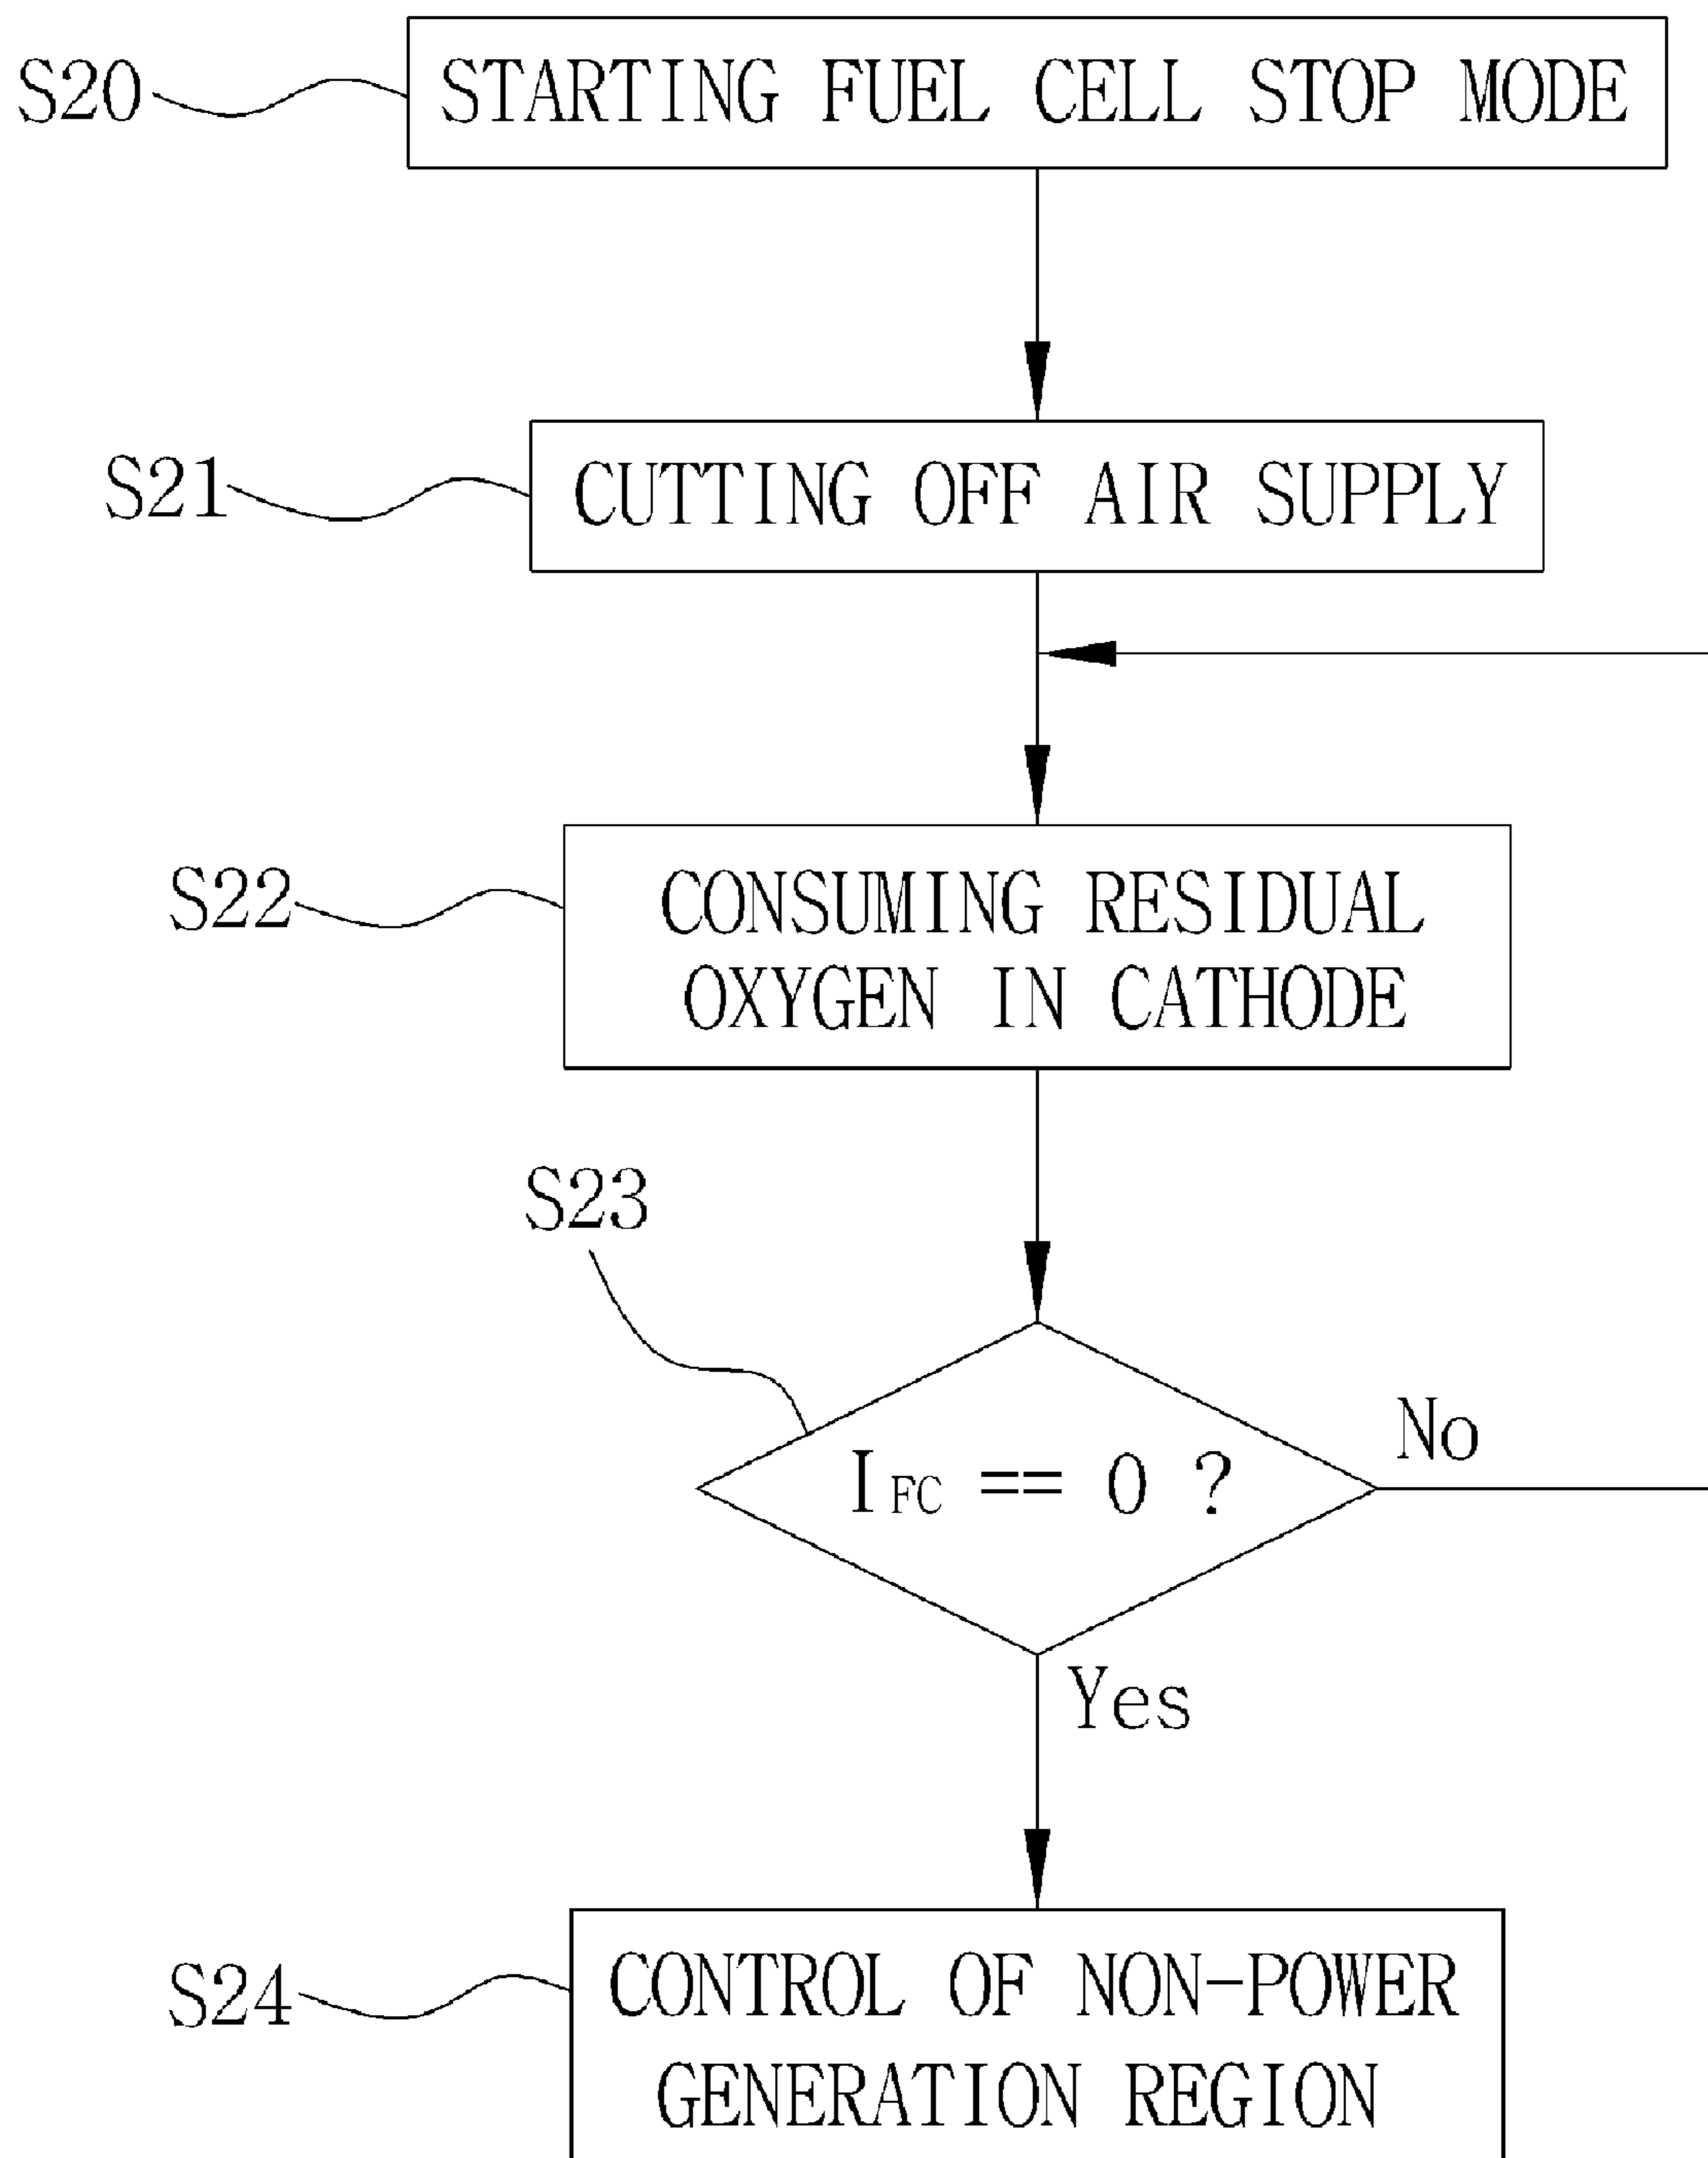 S20
STARTING FUEL CELL STOP MODE
S21
CUTTING OFF AIR SUPPLY
S22
CONSUMING RESIDUAL
OXYGEN IN CATHODE
S23
IFC == 0 ?
No
Yes
S24
CONTROL OF NON-POWER
GENERATION REGION